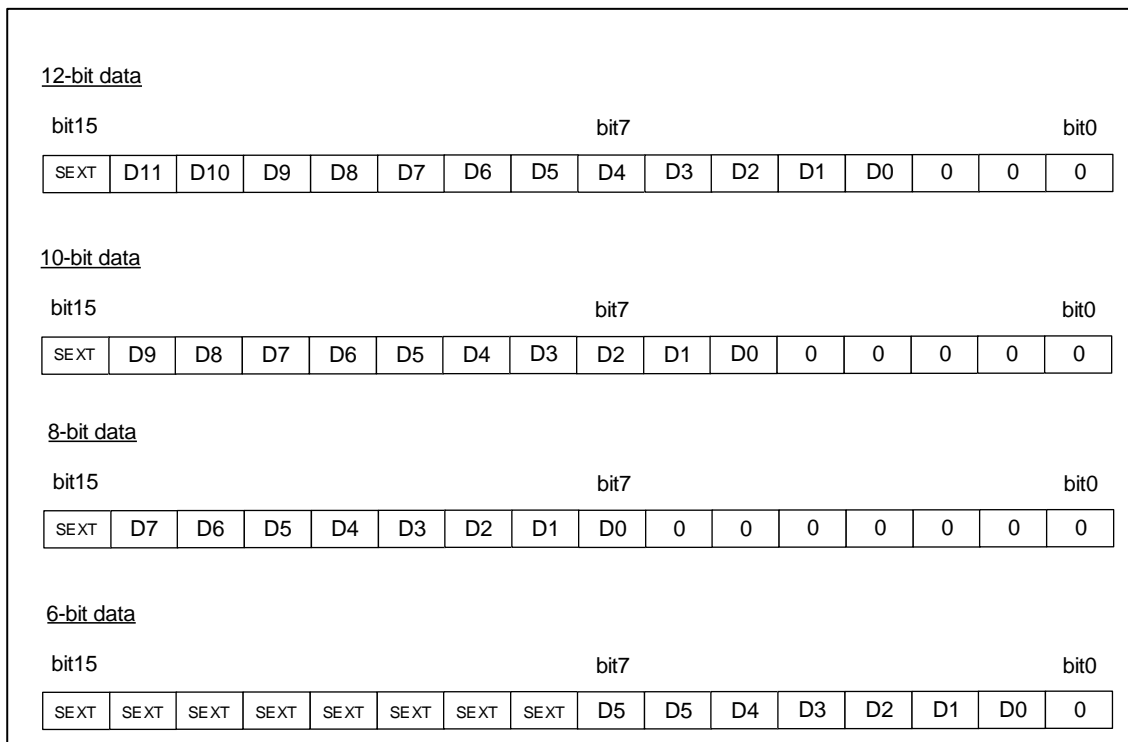 12-bit data
bit15 bit7 bit0
SEXT D11 D10 D9 D8 D7 D6 D5 D4 D3 D2 D1 D0 0 0 0
10-bit data
bit15 bit7 bit0
SEXT D9 D8 D7 D6 D5 D4 D3 D2 D1 D0 0 0 0 0 0
8-bit data
bit15 bit7 bit0
SEXT D7 D6 D5 D4 D3 D2 D1 D0 0 0 0 0 0 0 0
6-bit data
bit15 bit7 bit0
SEXT SEXT SEXT SEXT SEXT SEXT SEXT SEXT D5 D5 D4 D3 D2 D1 D0 0